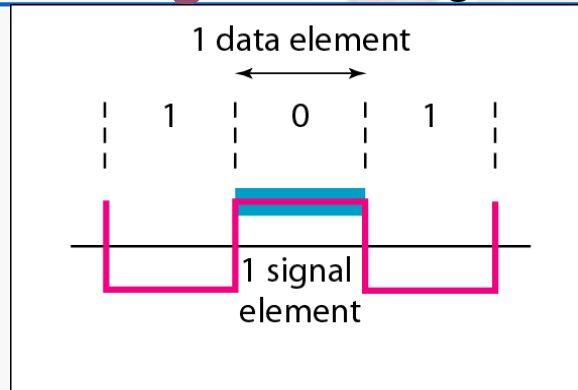 1 data element
1 0 1
1 signal
element